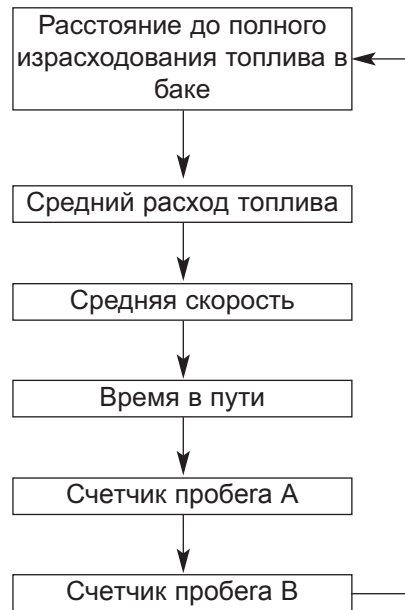 Расстояние до полного
израсходования топлива в
баке
Средний расход топлива
Средняя скорость
Время в пути
Счетчик пробега A
Счетчик пробега B